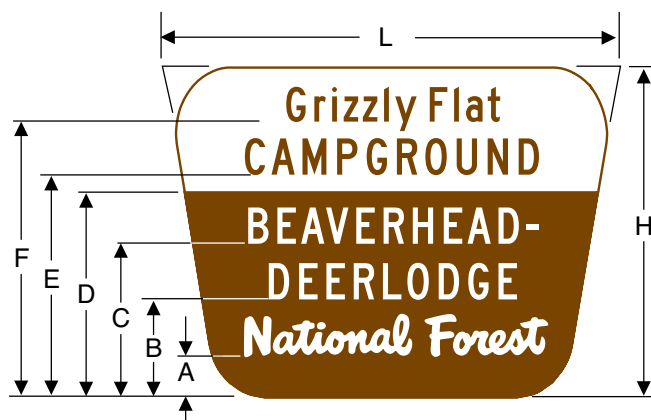 L
Grizzly Flat
CAMPGROUND
BEAVERHEAD-
DEERLODGE
National Forest
F
E
D
C
B
A
H